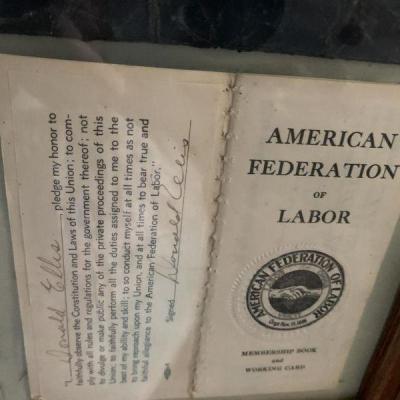 I, Donald Ellis pledge my honor to
faithfully observe the Constitution and Laws of this Union; to com-
ply with all rules and regulations for the government thereof; not
to divulge or make public any of the private proceedings of this
Union; to faithfully perform all the duties assigned to me to the
best of my ability and skill; to so conduct myself at all times as not
to bring reproach upon my Union, and at all times to bear true and
faithful allegiance to the American Federation of Labor."
Signed Donald Ellis
AMERICAN
FEDERATION
OF
LABOR
AMERICAN FEDERATION OF LABOR
MEMBERSHIP BOOK
and
WORKING CARD